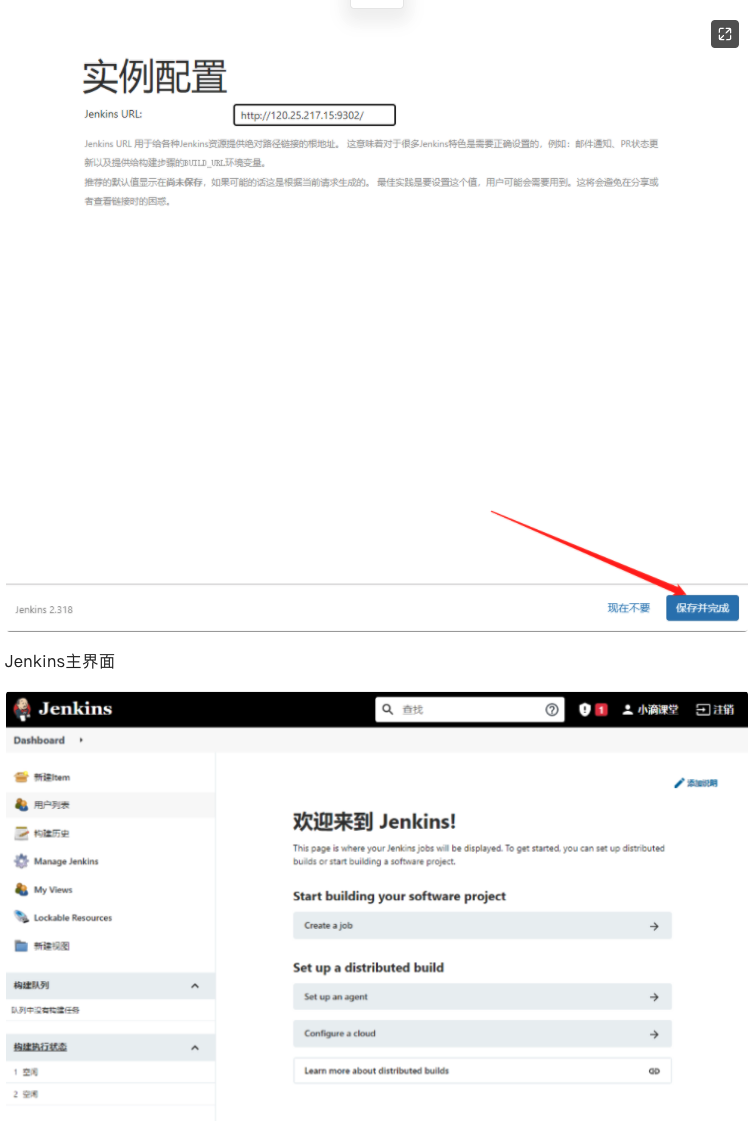 实例配置
Jenkins URL:
http://120.25.217.15:9302/
Jenkins URL 用于给各种Jenkins资源提供绝对路径链接的根地址。 这意味着对于很多Jenkins特色是需要正确设置的，例如：邮件通知、PR状态更
新以及提供给构建步骤的BUILD_URL环境变量。
推荐的默认值显示在尚未保存，如果可能的话这是根据当前请求生成的。 最佳实践是要设置这个值，用户可能会需要用到。这将会避免在分享或
者查看链接时的困惑。
Jenkins 2.318
现在不要
保存并完成
Jenkins主界面
Jenkins
查找
1
小滴课堂
注销
Dashboard
新建Item
用户列表
构建历史
Manage Jenkins
My Views
Lockable Resources
新建视图
构建队列
队列中没有构建任务
构建执行状态
1 空闲
2 空闲
添加说明
欢迎来到 Jenkins!
This page is where your Jenkins jobs will be displayed. To get started, you can set up distributed
builds or start building a software project.
Start building your software project
Create a job
Set up a distributed build
Set up an agent
Configure a cloud
Learn more about distributed builds